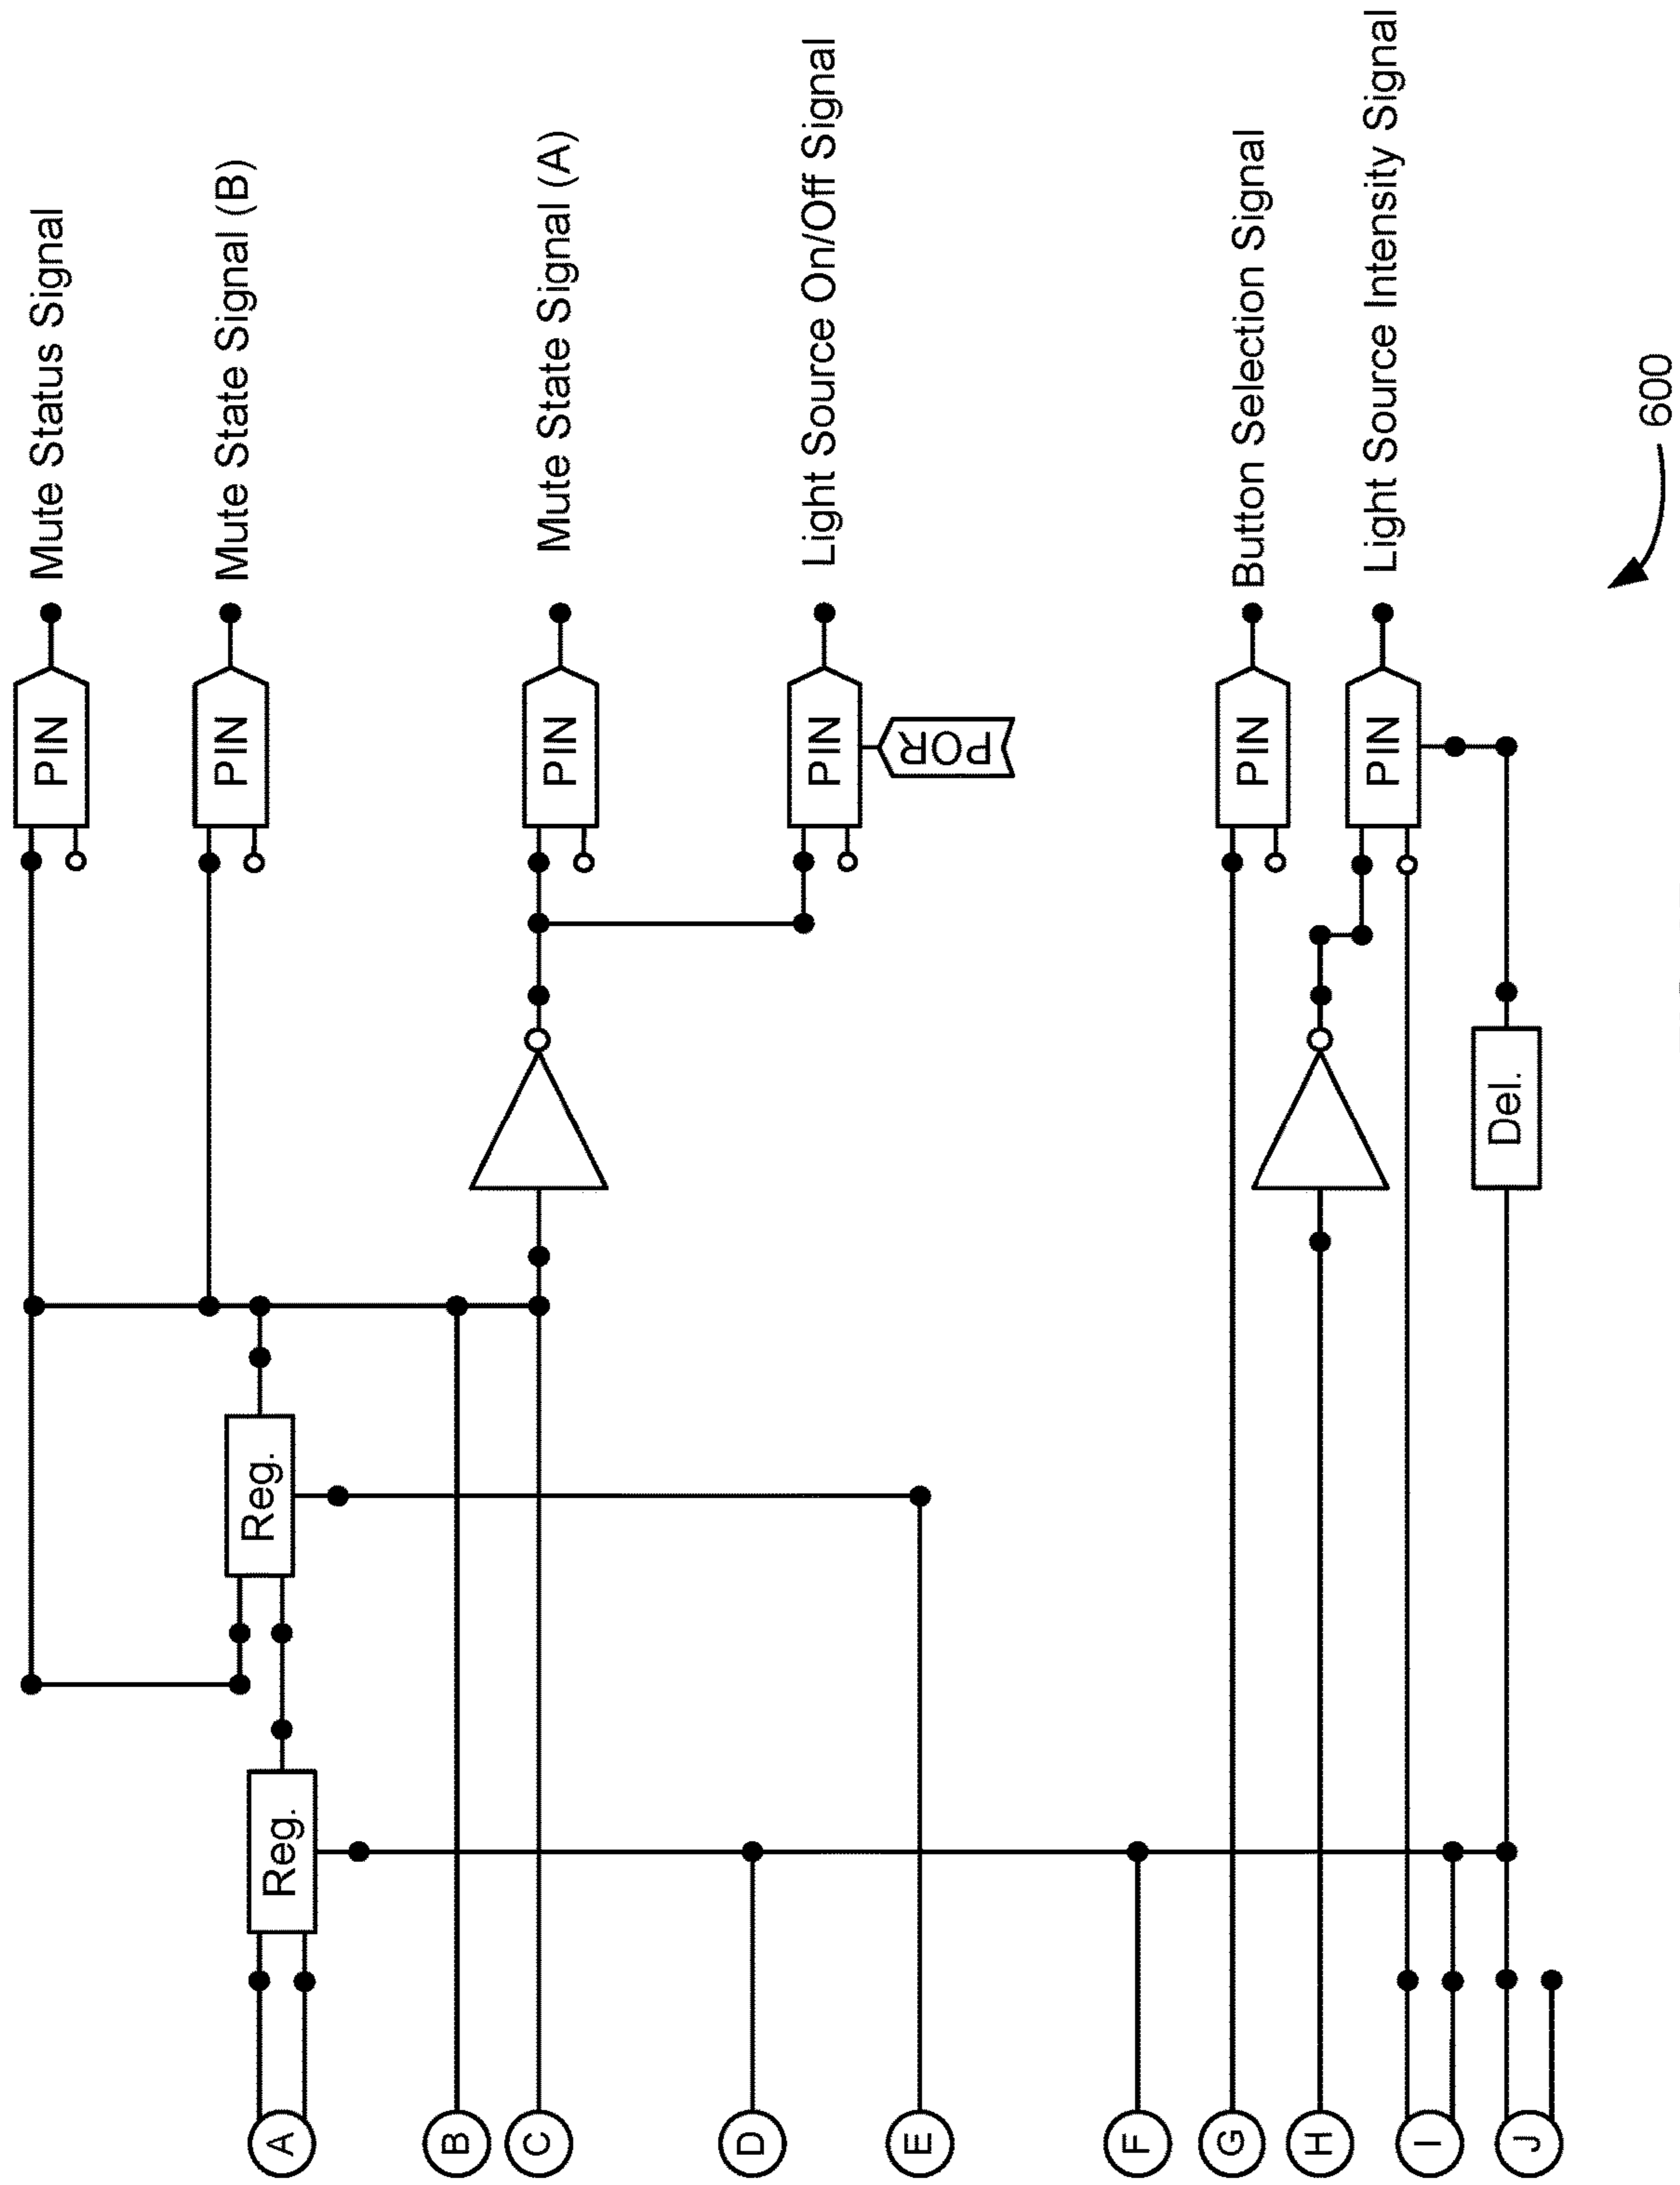 Mute Status Signal
PIN
Mute State Signal (B)
PIN
Reg.
Reg.
A
B
Mute State Signal (A)
PIN
C
Light Source On/Off Signal
PIN
POR
D
E
F
Button Selection Signal
PIN
G
Light Source Intensity Signal
PIN
H
I
Del.
J
600